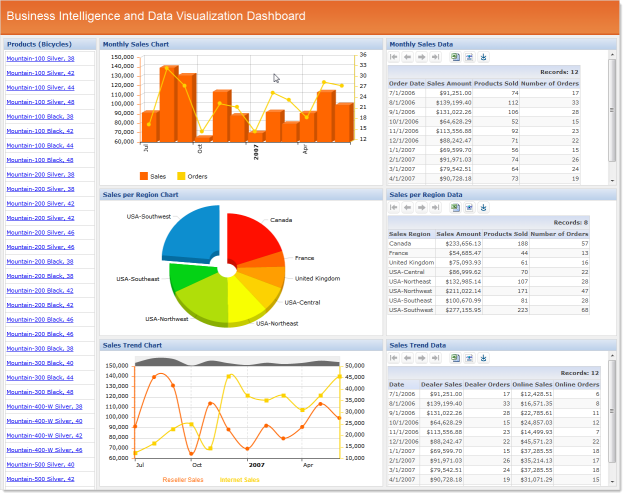 Business Intelligence and Data Visualization Dashboard
Products (Bicycles)
Mountain-100 Silver, 38
Mountain-100 Silver, 42
Mountain-100 Silver, 44
Mountain-100 Silver, 48
Mountain-100 Black, 38
Mountain-100 Black, 42
Mountain-100 Black, 44
Mountain-100 Black, 48
Mountain-200 Silver, 38
Mountain-200 Silver, 38
Mountain-200 Silver, 42
Mountain-200 Silver, 42
Mountain-200 Silver, 46
Mountain-200 Silver, 46
Mountain-200 Black, 38
Mountain-200 Black, 38
Mountain-200 Black, 42
Mountain-200 Black, 42
Mountain-200 Black, 46
Mountain-200 Black, 46
Mountain-300 Black, 38
Mountain-300 Black, 40
Mountain-300 Black, 44
Mountain-300 Black, 48
Mountain-400-W Silver, 38
Mountain-400-W Silver, 40
Mountain-400-W Silver, 42
Mountain-400-W Silver, 46
Mountain-500 Silver, 40
Mountain-500 Silver, 42
Monthly Sales Chart
150,000
140,000
130,000
120,000
110,000
100,000
90,000
80,000
70,000
60,000
36
33
30
27
24
21
18
15
12
Jul
Oct
2007
Apr
Sales
Orders
Monthly Sales Data
Records: 12
Order Date Sales Amount Products Sold Number of Orders
7/1/2006 $91,251.00 74 17
8/1/2006 $139,199.40 112 33
9/1/2006 $131,022.26 106 28
10/1/2006 $64,628.29 52 15
11/1/2006 $113,556.88 92 23
12/1/2006 $88,242.47 71 22
1/1/2007 $69,599.70 56 15
2/1/2007 $91,971.03 74 26
3/1/2007 $79,542.51 64 24
4/1/2007 $90,728.18 73 19
Sales per Region Chart
USA-Southwest
Canada
France
United Kingdom
USA-Central
USA-Northeast
USA-Northwest
USA-Southeast
Sales per Region Data
Records: 8
Sales Region Sales Amount Products Sold Number of Orders
Canada $233,656.13 188 57
France $54,685.47 44 13
United Kingdom $75,093.93 61 16
USA-Central $86,999.62 70 22
USA-Northeast $132,985.14 107 28
USA-Northwest $211,022.14 171 47
USA-Southeast $100,670.99 81 28
USA-Southwest $277,155.95 223 68
Sales Trend Chart
150,000
140,000
130,000
120,000
110,000
100,000
90,000
80,000
70,000
60,000
50,000
45,000
40,000
35,000
30,000
25,000
20,000
15,000
10,000
Jul
Oct
2007
Apr
Reseller Sales
Internet Sales
Sales Trend Data
Records: 12
Date Dealer Sales Dealer Orders Online Sales Online Orders
7/1/2006 $91,251.00 17 $12,428.51 6
8/1/2006 $139,199.40 33 $16,571.35 8
9/1/2006 $131,022.26 28 $22,785.61 11
10/1/2006 $64,628.29 15 $24,857.03 12
11/1/2006 $113,556.88 23 $14,499.93 7
12/1/2006 $88,242.47 22 $45,571.23 22
1/1/2007 $69,599.70 15 $37,285.55 18
2/1/2007 $91,971.03 26 $35,214.13 17
3/1/2007 $79,542.51 24 $37,285.55 18
4/1/2007 $90,728.18 19 $31,071.29 15